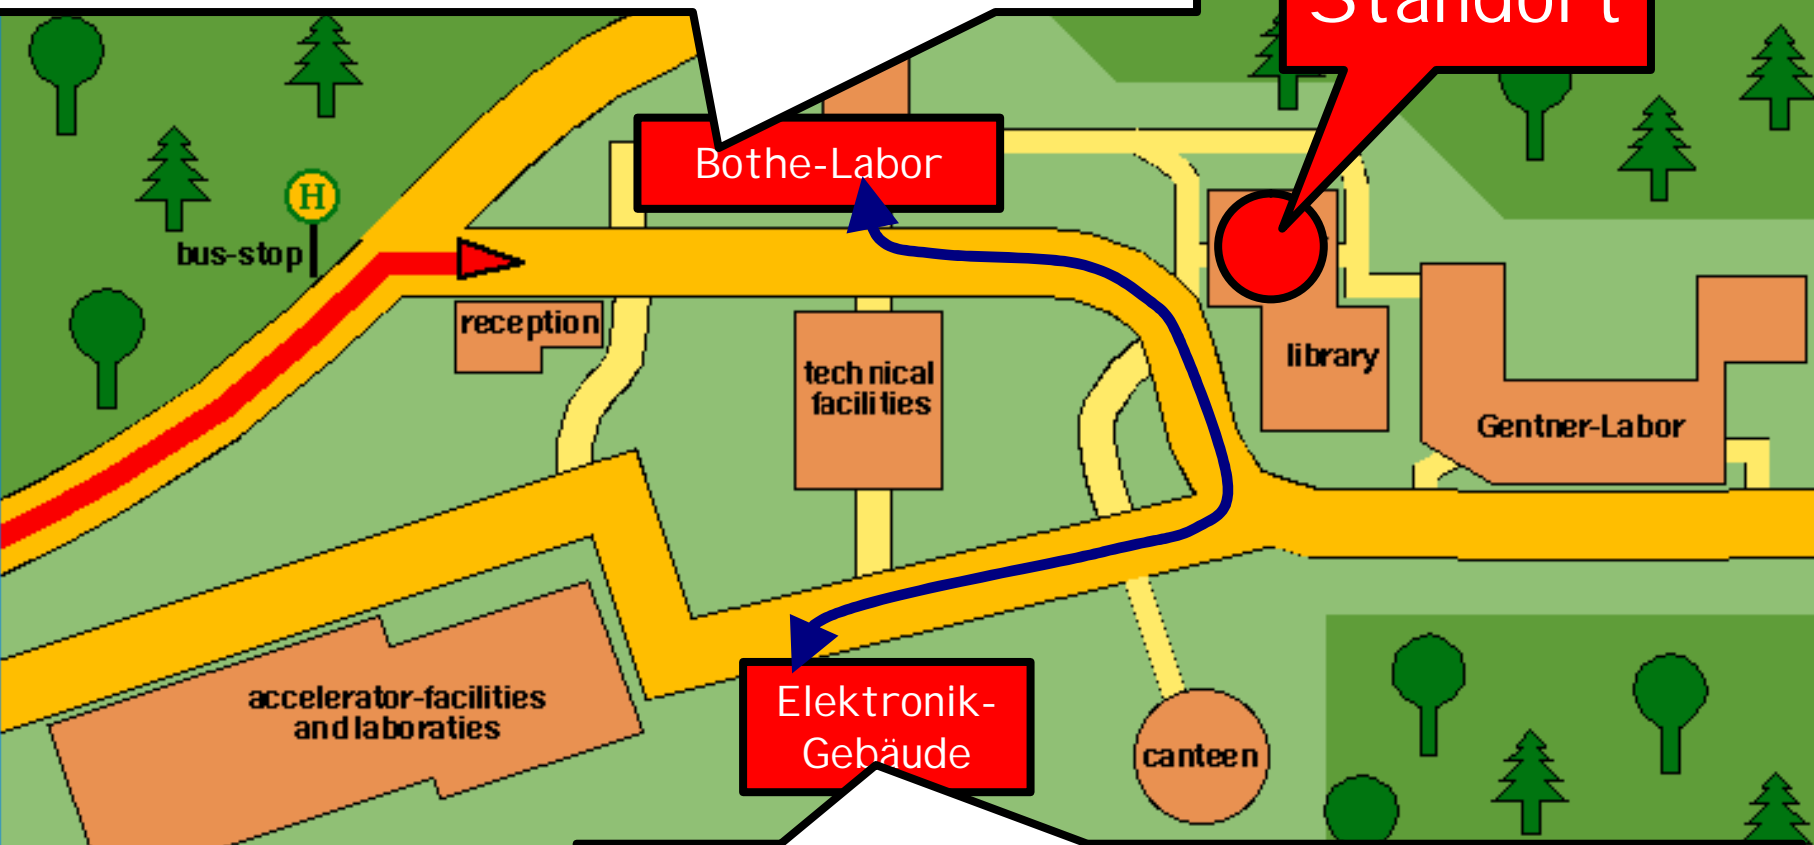 Standort
Bothe-Labor
H
bus-stop
reception
technical
facilities
library
Gentner-Labor
accelerator-facilities
and laboraties
Elektronik-
Gebäude
canteen